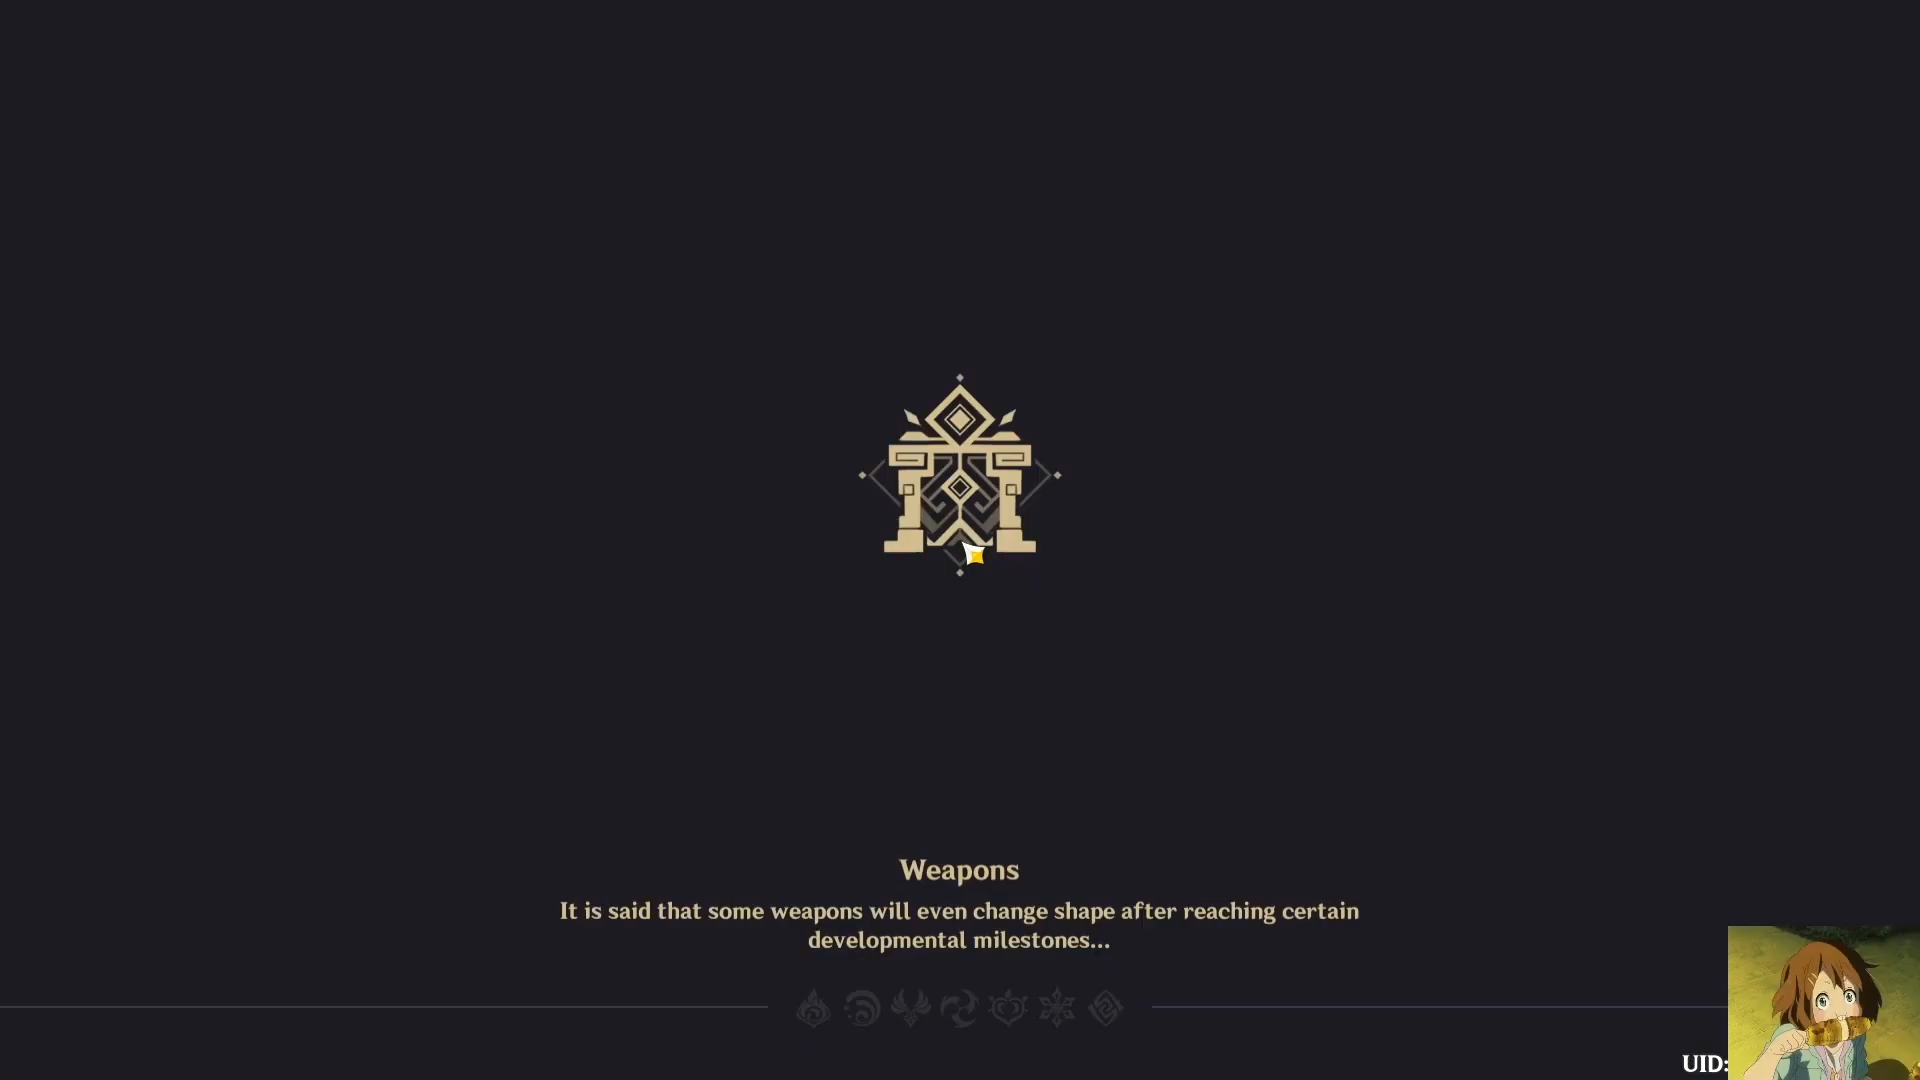 Weapons
It is said that some weapons will even change shape after reaching certain
developmental milestones...
UID: